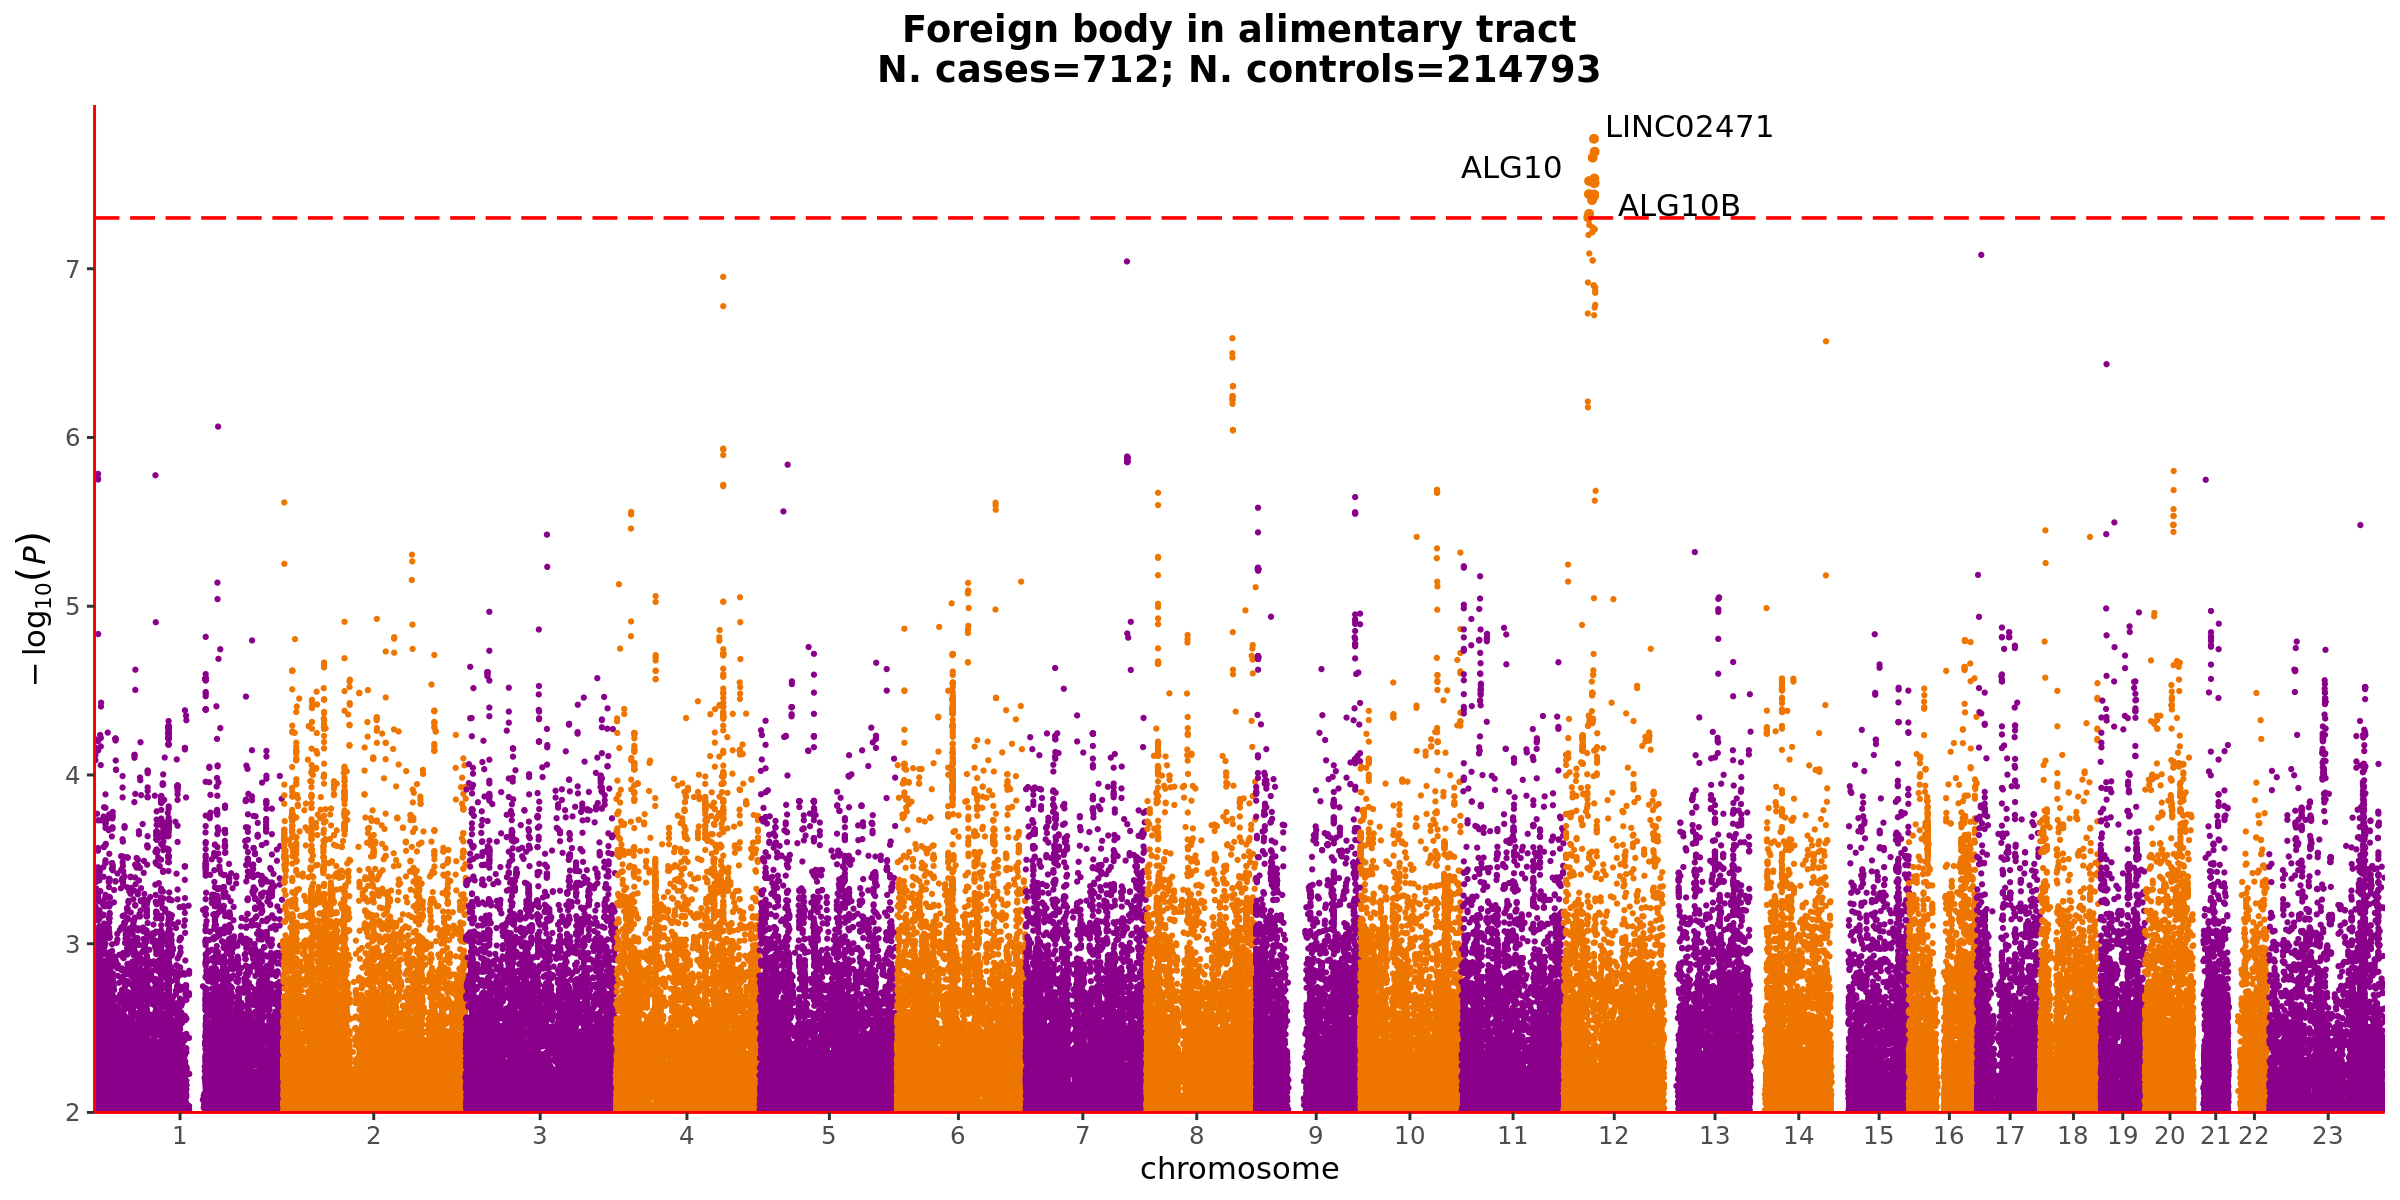 Foreign body in alimentary tract
N. cases=712; N. controls=214793
LINC02471
ALG10
ALG10B
− log10(P)
7
6
5
4
3
2
1 2 3 4 5 6 7 8 9 10 11 12 13 14 15 16 17 18 19 20 21 22 23
chromosome